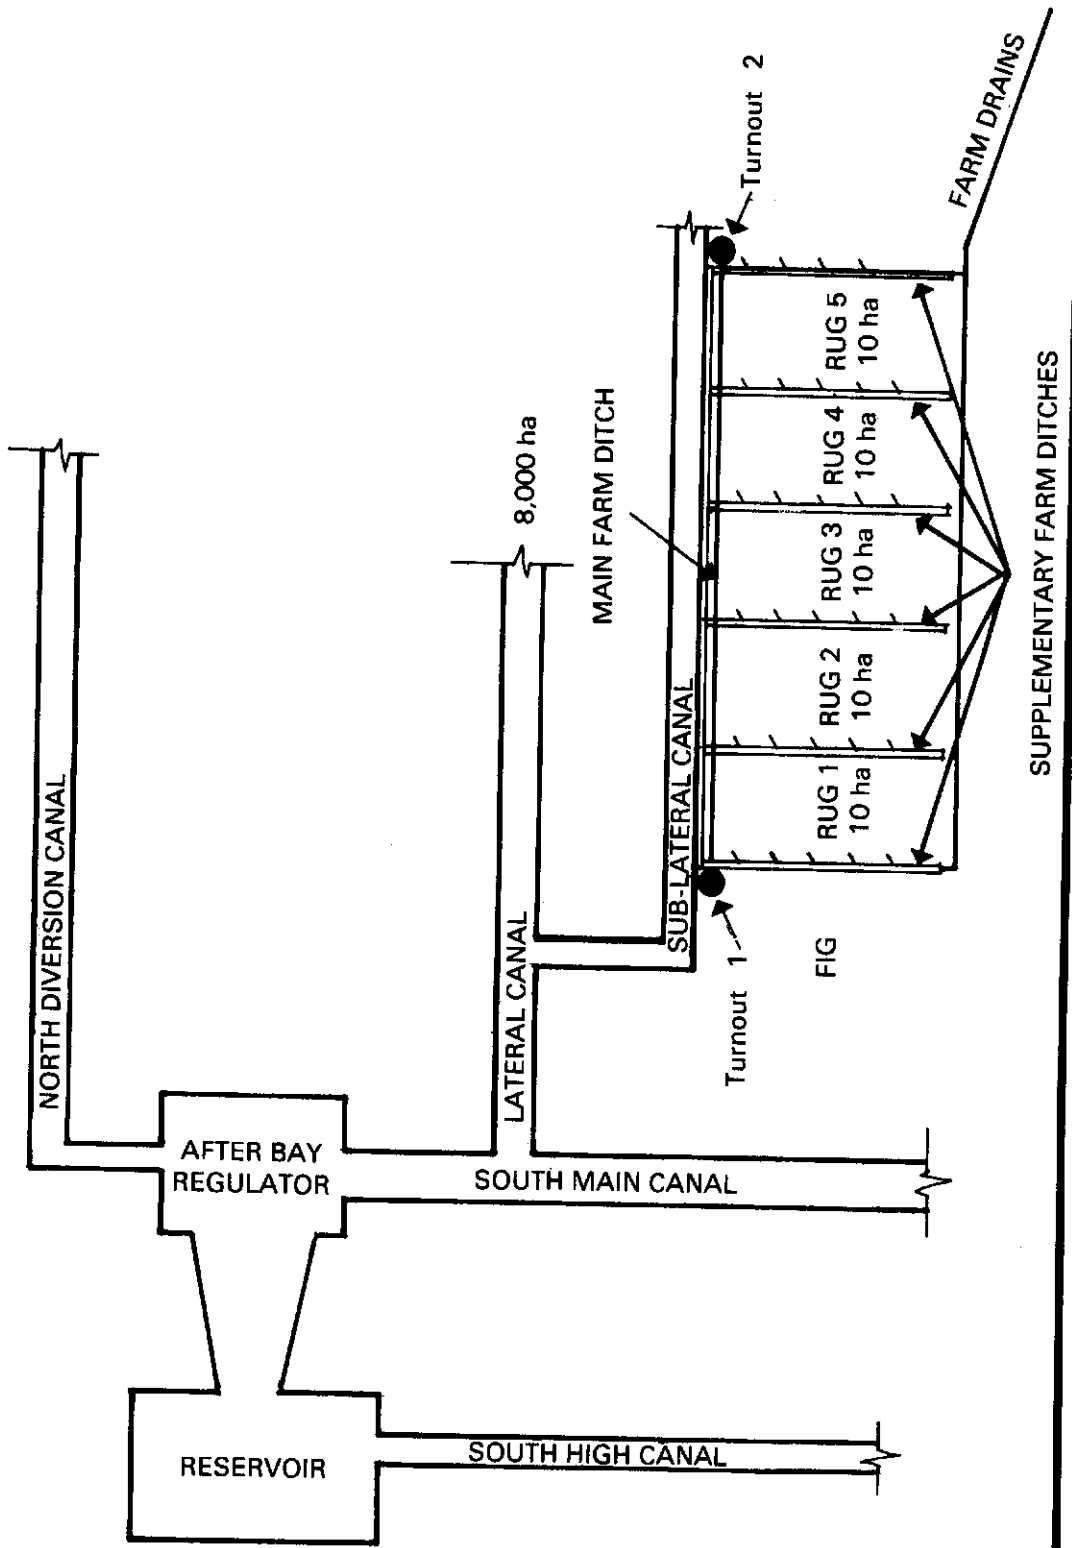 NORTH DIVERSION CANAL
AFTER BAY
REGULATOR
RESERVOIR
SOUTH HIGH CANAL
SOUTH MAIN CANAL
LATERAL CANAL
8,000 ha
SUB-LATERAL CANAL
MAIN FARM DITCH
Turnout 1
Turnout 2
FIG
RUG 1
10 ha
RUG 2
10 ha
RUG 3
10 ha
RUG 4
10 ha
RUG 5
10 ha
FARM DRAINS
SUPPLEMENTARY FARM DITCHES